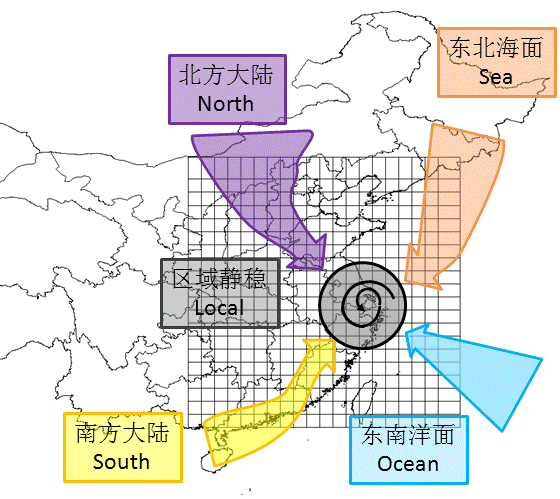 东北海面
Sea
北方大陆
North
区域静稳
Local
南方大陆
South
东南洋面
Ocean